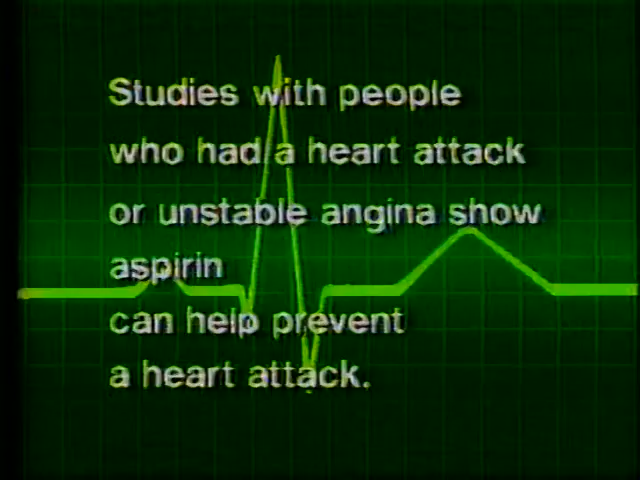 Studies with people
who had a heart attack
or unstable angina show
aspirin
can help prevent
a heart attack.